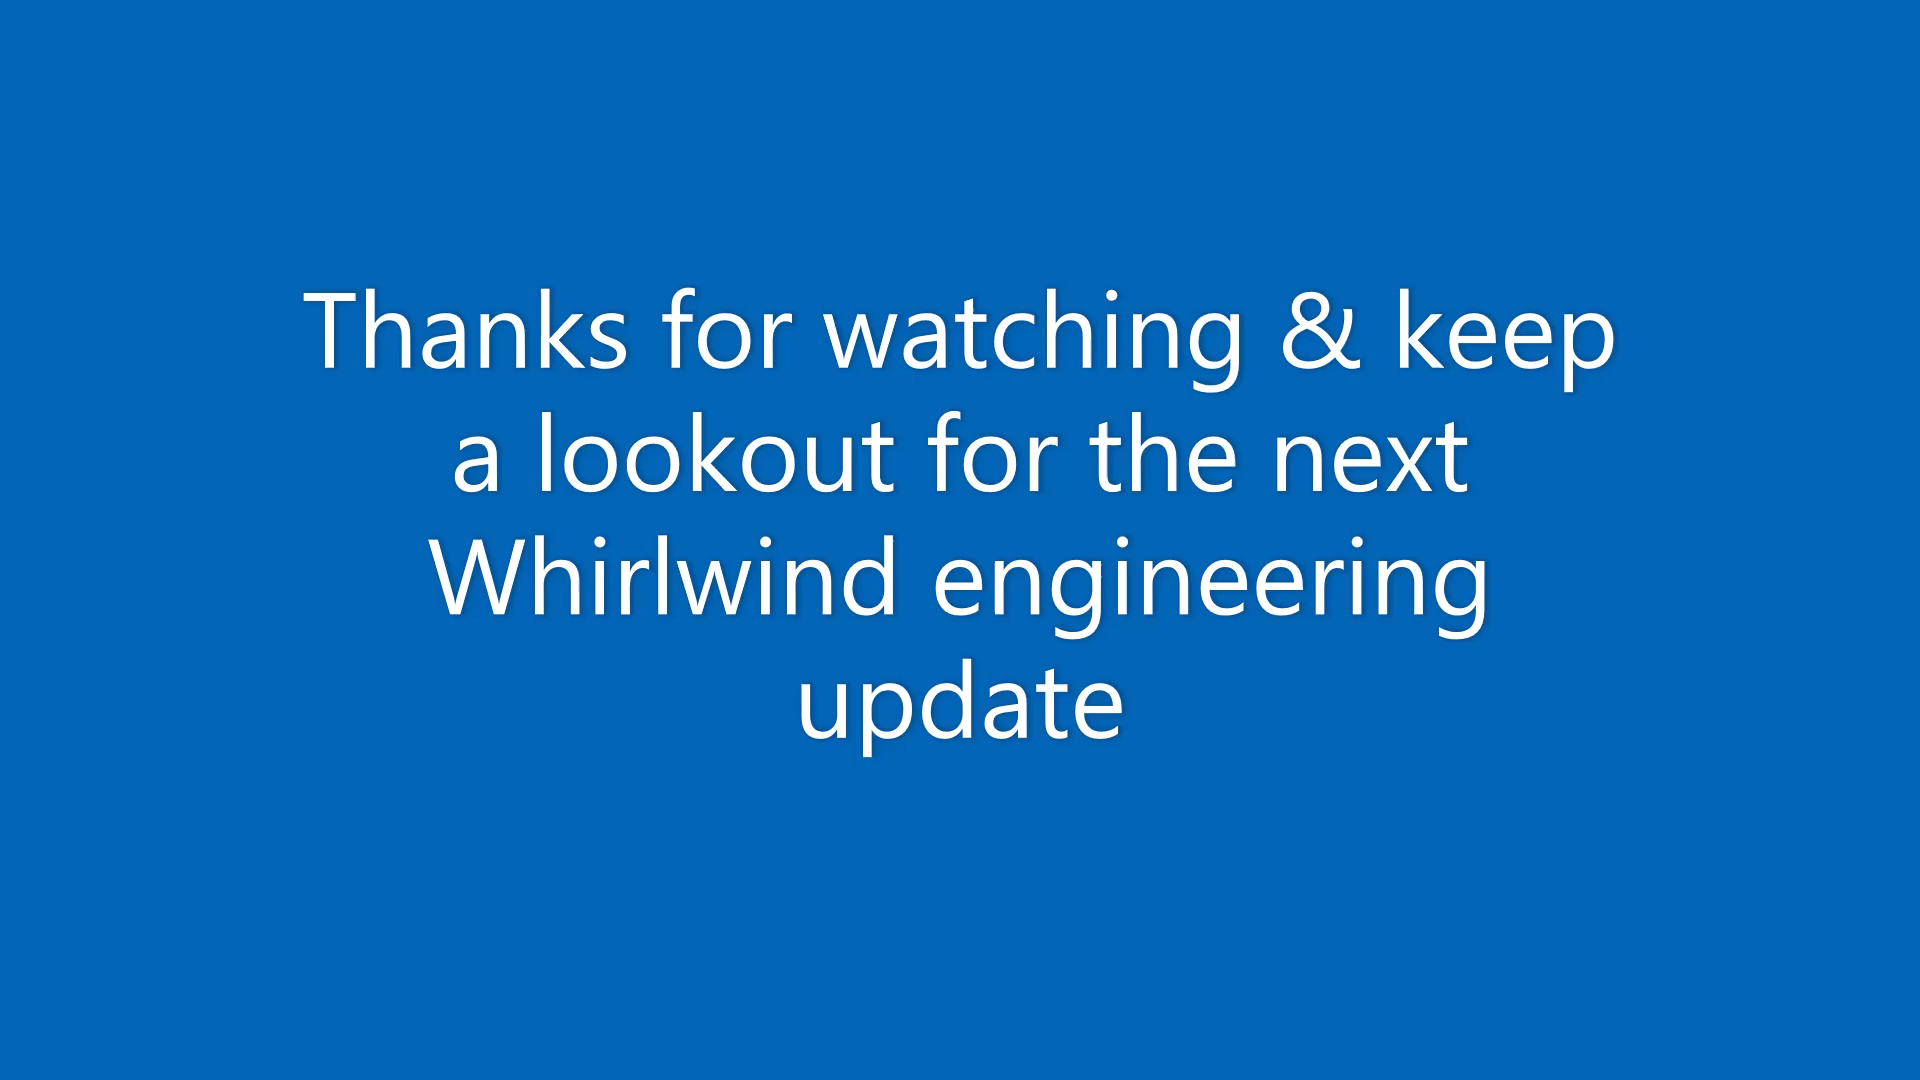 Thanks for watching & keep
a lookout for the next
Whirlwind engineering
update